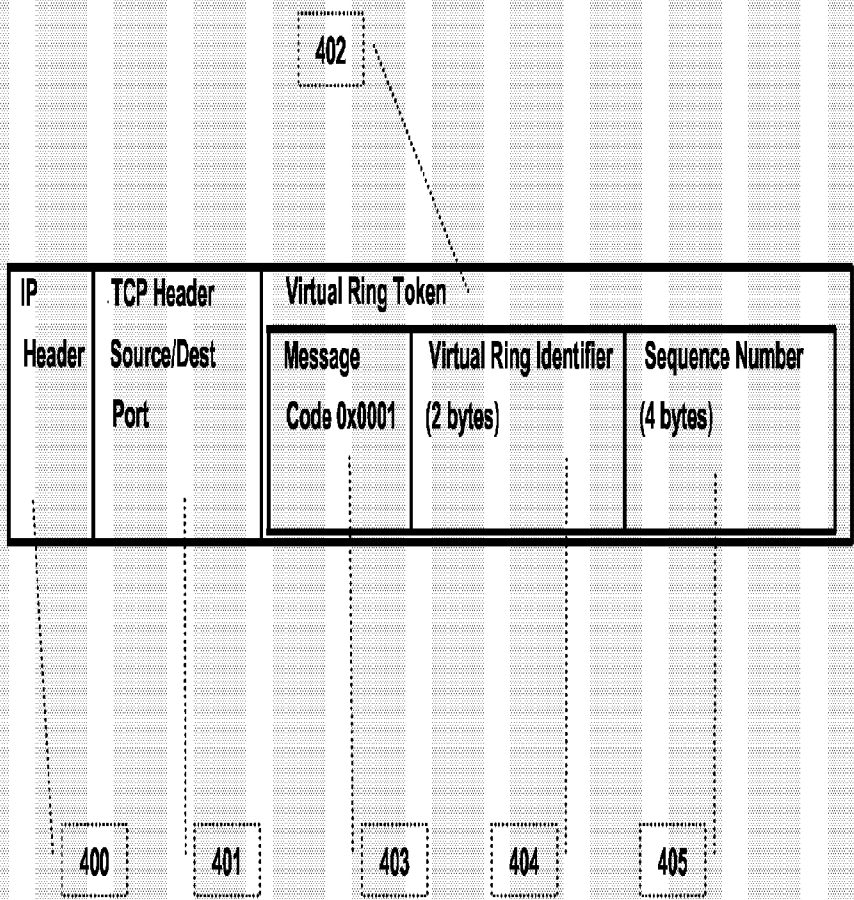 402
IP
Header
TCP Header
Source/Dest
Port
Virtual Ring Token
Message
Code 0x0001
Virtual Ring Identifier
(2 bytes)
Sequence Number
(4 bytes)
400
401
403
404
405